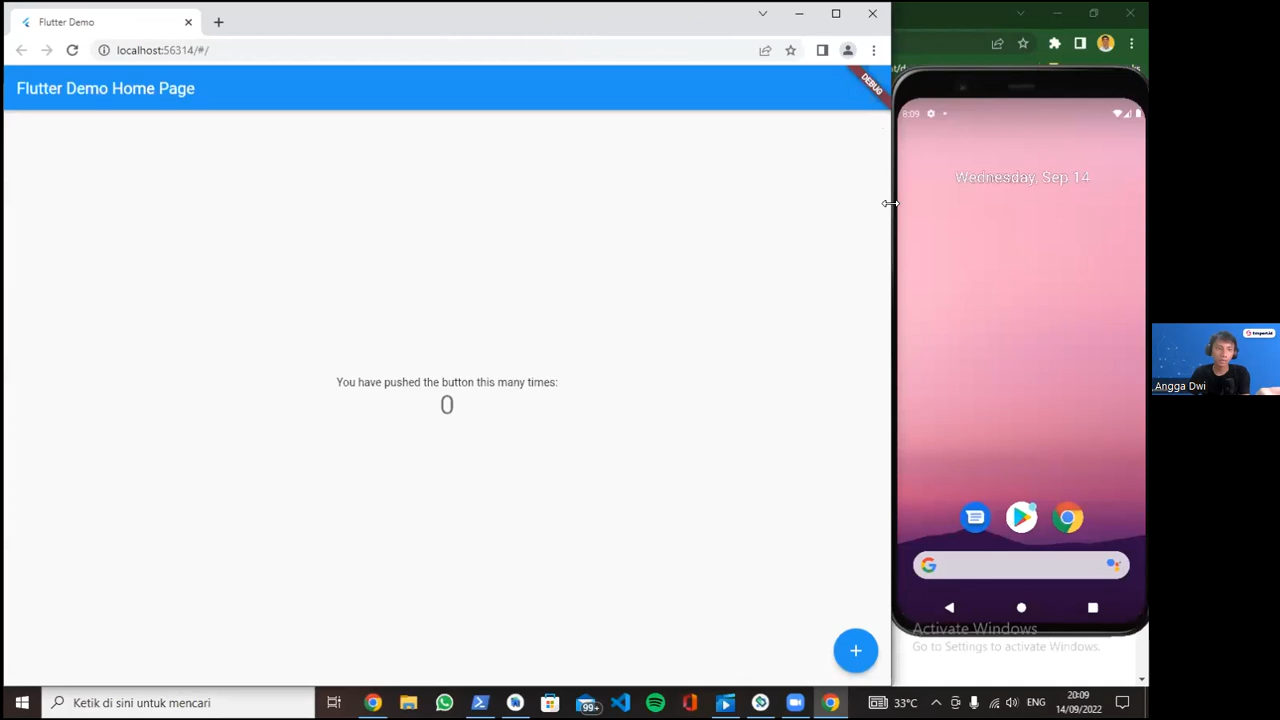 Flutter Demo
localhost:56314/#/
Flutter Demo Home Page
DEBUG
8:09
Wednesday, Sep 14
You have pushed the button this many times:
0
Angga Dwi
Activate Windows
Go to Settings to activate Windows.
Ketik di sini untuk mencari
99+
33°C
ENG
20:09
14/09/2022